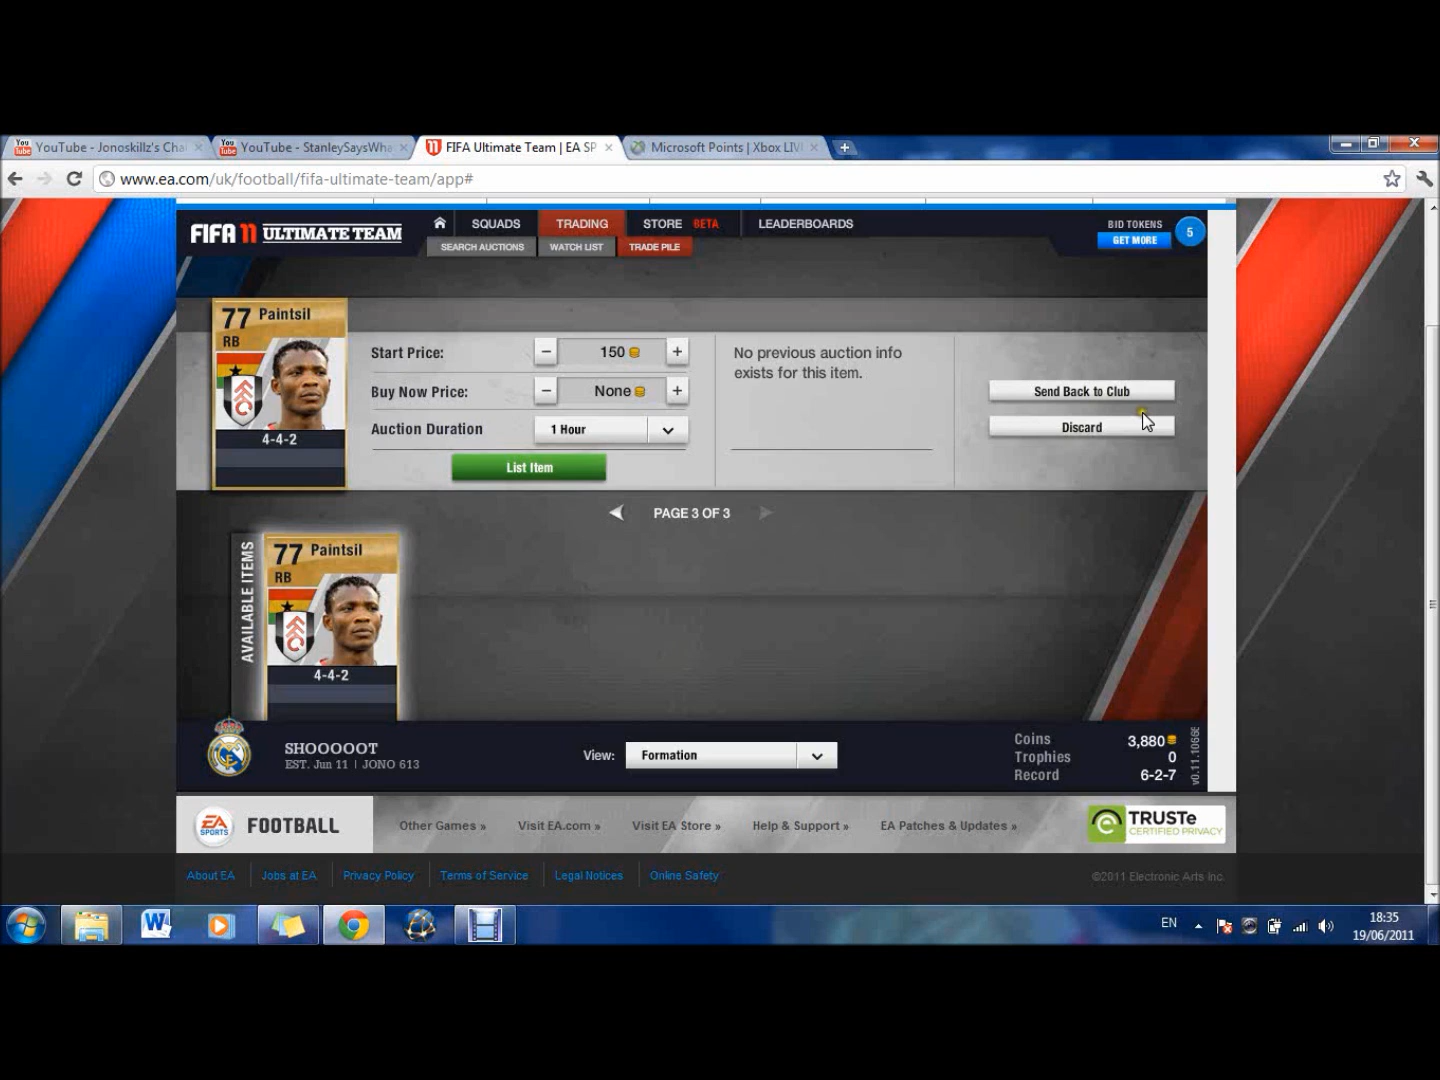 YouTube - Jonoskillz's Cha
YouTube - StanleySaysWha
FIFA Ultimate Team | EA SP
Microsoft Points | Xbox LIV
www.ea.com/uk/football/fifa-ultimate-team/app#
FIFA 11 ULTIMATE TEAM
SQUADS
TRADING
STORE BETA
LEADERBOARDS
BID TOKENS
GET MORE
5
SEARCH AUCTIONS
WATCH LIST
TRADE PILE
77 Paintsil
RB
4-4-2
Start Price:
150
Buy Now Price:
None
Auction Duration
1 Hour
List Item
No previous auction info
exists for this item.
Send Back to Club
Discard
PAGE 3 OF 3
AVAILABLE ITEMS
77 Paintsil
RB
4-4-2
SHOOOOOT
EST. Jun 11 | JONO 613
View:
Formation
Coins 3,880
Trophies 0
Record 6-2-7
EA SPORTS
FOOTBALL
Other Games »
Visit EA.com »
Visit EA Store »
Help & Support »
EA Patches & Updates »
TRUSTe
CERTIFIED PRIVACY
About EA
Jobs at EA
Privacy Policy
Terms of Service
Legal Notices
Online Safety
©2011 Electronic Arts Inc.
EN
18:35
19/06/2011